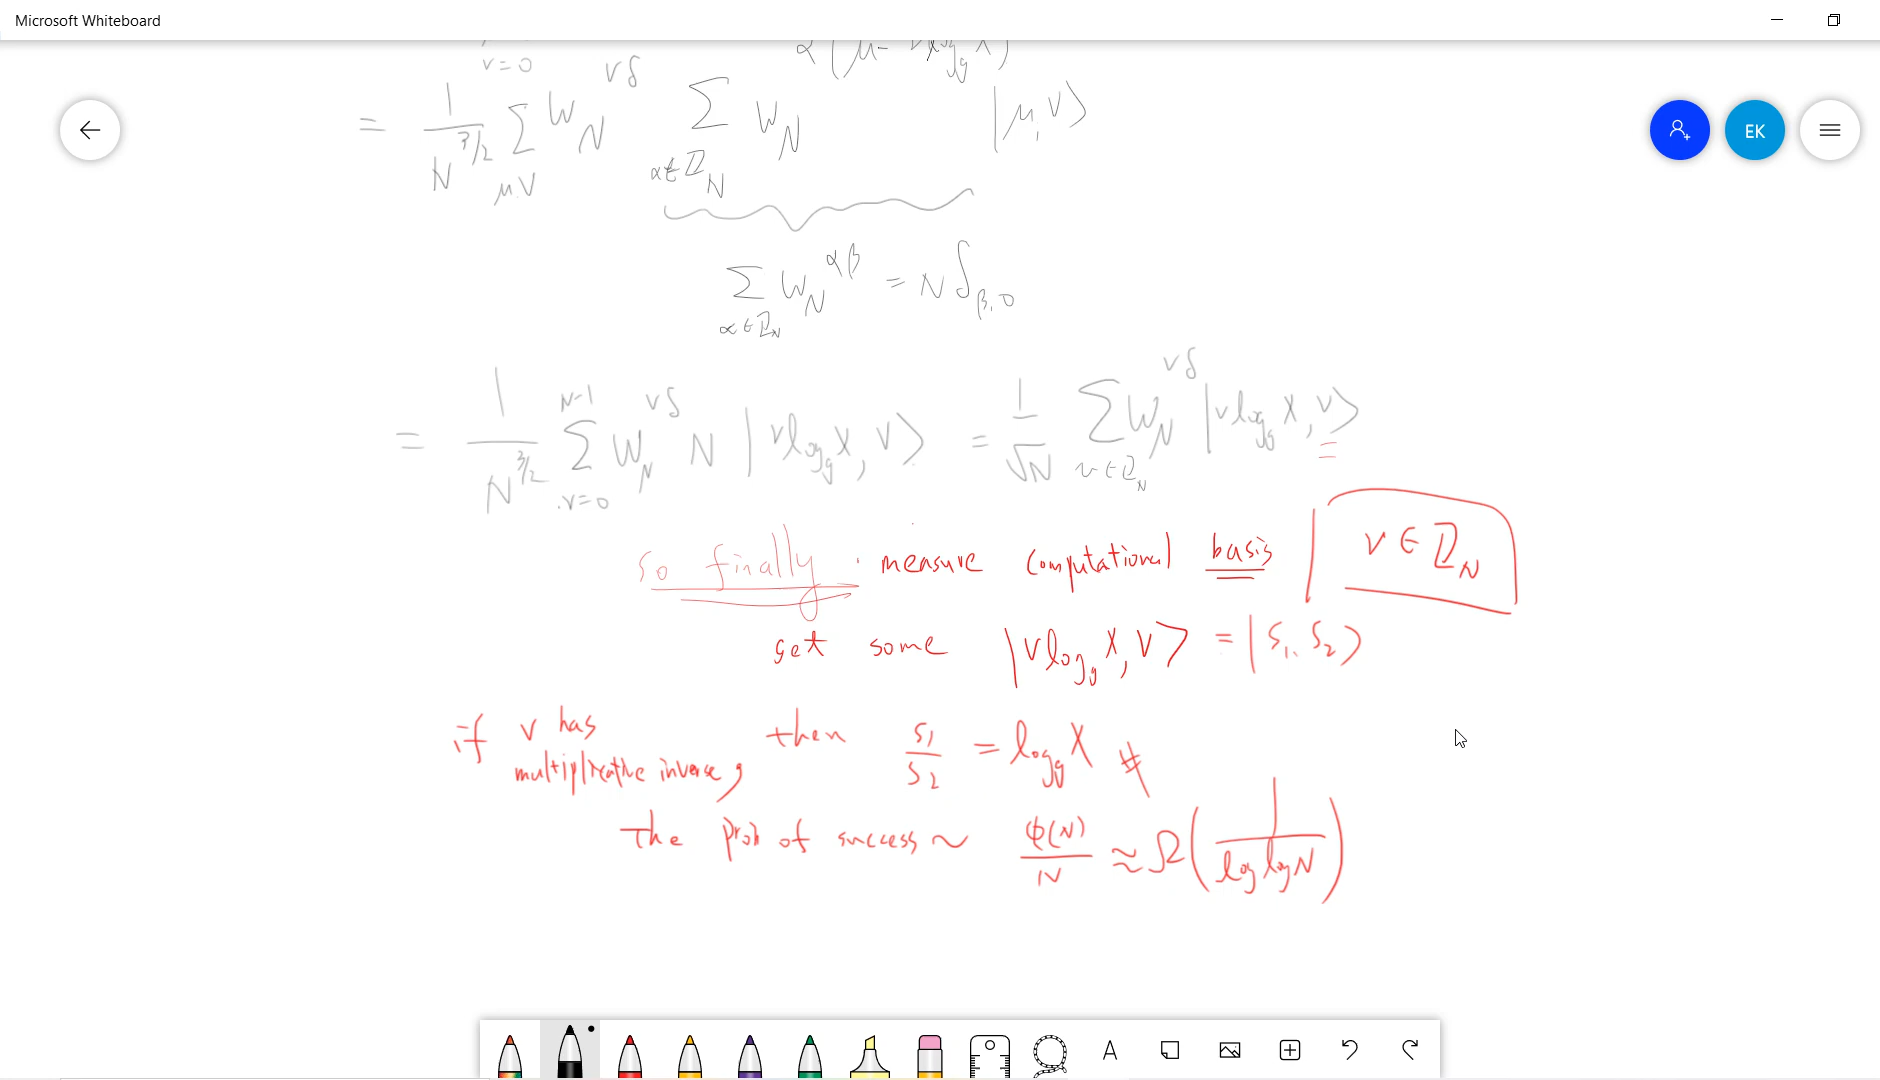 Microsoft Whiteboard
v=0 νδ α(μ- ν log_g x)
= 1/N^{3/2} Σ_{μ,ν} W_N^{νδ} Σ_{α∈Z_N} W_N |μ,ν⟩
EK
Σ_{α∈Z_N} W_N^{αβ} = N δ_{β,0}
= 1/N^{3/2} Σ_{ν=0}^{N-1} W_N^{νδ} N |ν log_g x, ν⟩ = 1/√N Σ_{ν∈Z_N} W_N^{νδ} |ν log_g x, ν⟩
so finally . measure computational basis | ν ∈ Z_N
get some |ν log_g x, ν⟩ = |s_1, s_2⟩
if ν has multiplicative inverse, then s_1/s_2 = log_g x #
The prob of success ~ φ(N)/N ≈ Ω(1/log log N)
A